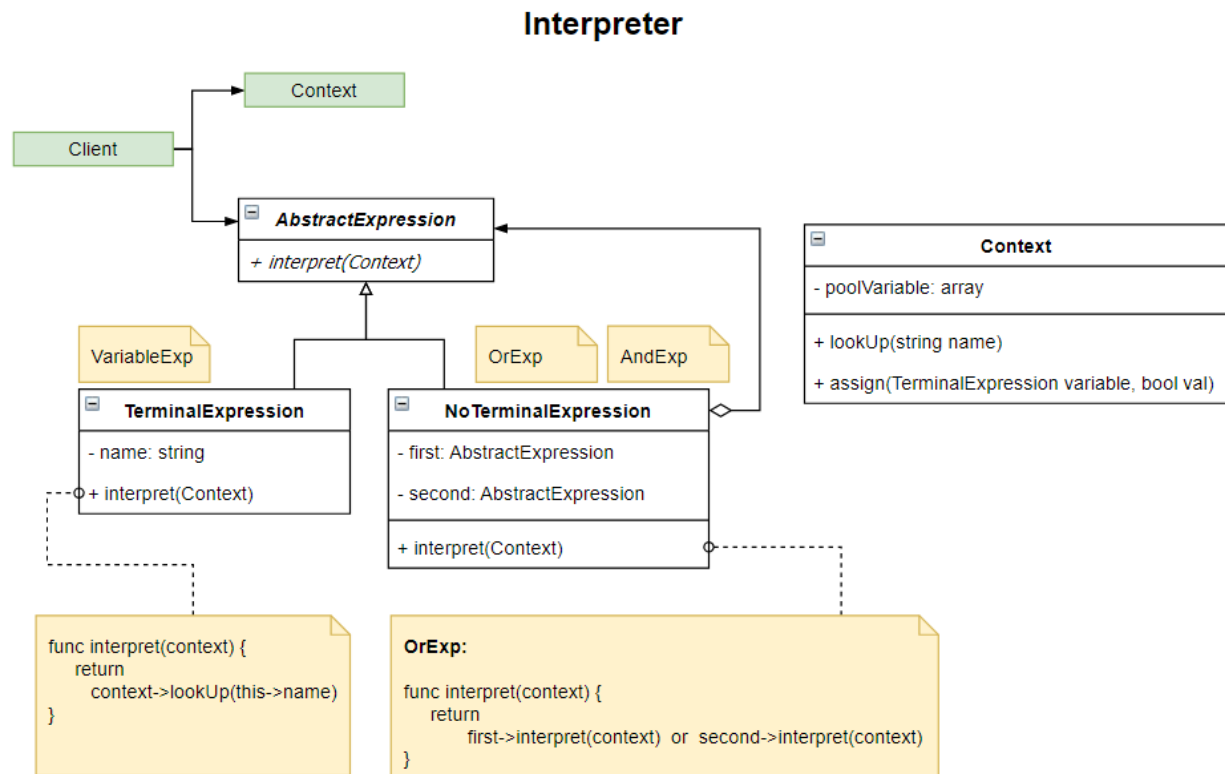 Interpreter
Context
Client
AbstractExpression
+ interpret(Context)
Context
- poolVariable: array
+ lookUp(string name)
+ assign(TerminalExpression variable, bool val)
VariableExp
OrExp
AndExp
TerminalExpression
- name: string
+ interpret(Context)
NoTerminalExpression
- first: AbstractExpression
- second: AbstractExpression
+ interpret(Context)
func interpret(context) {
return
context->lookUp(this->name)
}
OrExp:
func interpret(context) {
return
first->interpret(context) or second->interpret(context)
}